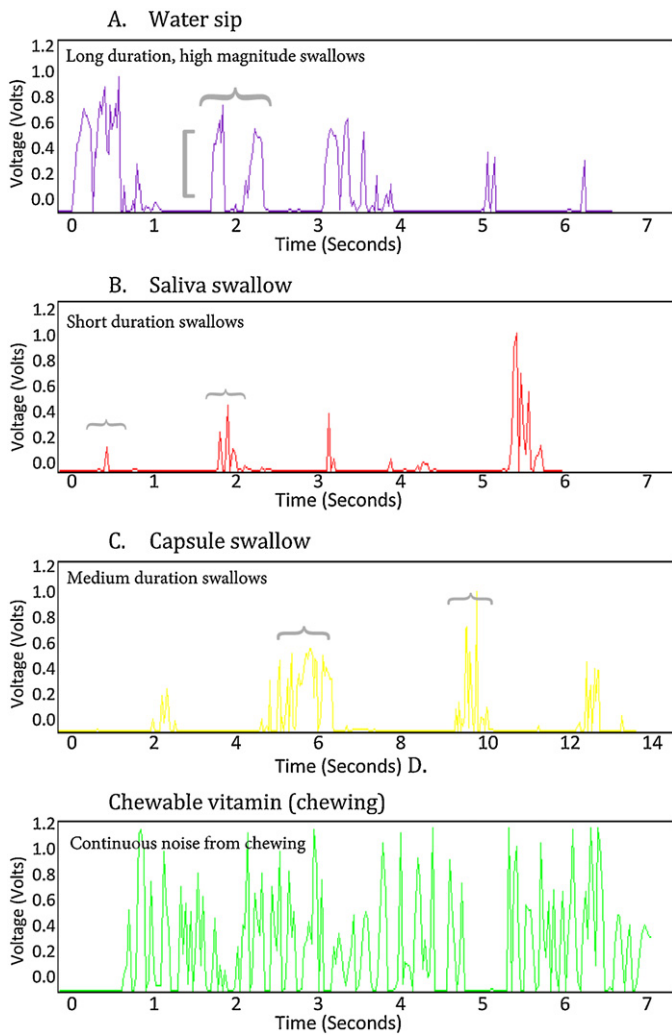 A. Water sip
Long duration, high magnitude swallows
Voltage (Volts)
1.2
1.0
0.8
0.6
0.4
0.2
0.0
0 1 2 3 4 5 6 7
Time (Seconds)
B. Saliva swallow
Short duration swallows
Voltage (Volts)
1.2
1.0
0.8
0.6
0.4
0.2
0.0
0 1 2 3 4 5 6 7
Time (Seconds)
C. Capsule swallow
Medium duration swallows
Voltage (Volts)
1.2
1.0
0.8
0.6
0.4
0.2
0.0
0 2 4 6 8 10 12 14
Time (Seconds) D.
Chewable vitamin (chewing)
Continuous noise from chewing
Voltage (Volts)
1.2
1.0
0.8
0.6
0.4
0.2
0.0
0 1 2 3 4 5 6 7
Time (Seconds)